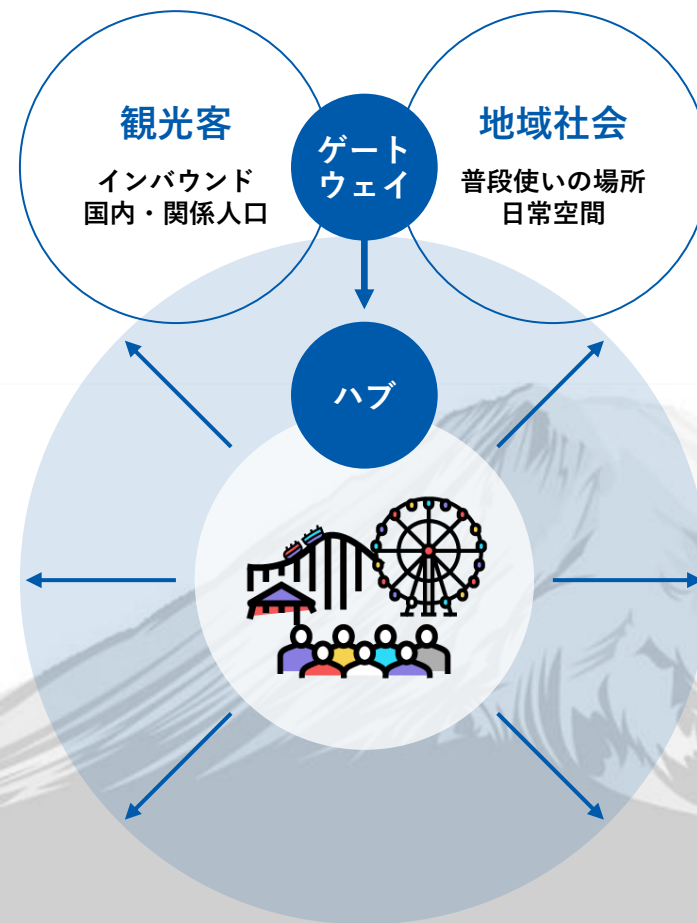 観光客
インバウンド
国内・関係人口
ゲート
ウェイ
地域社会
普段使いの場所
日常空間
ハブ